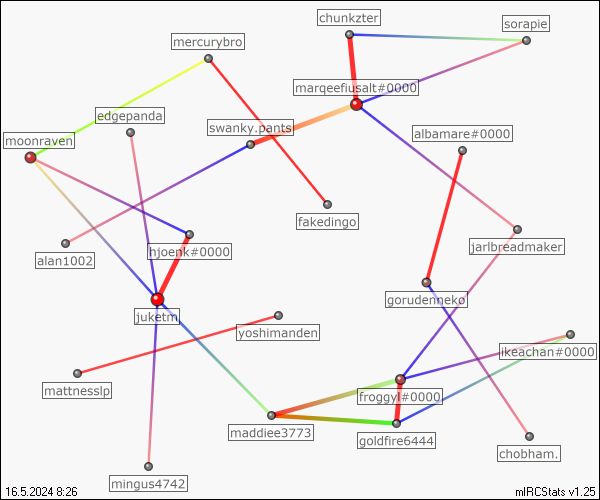 chunkzter
sorapie
mercurybro
marqeefiusalt#0000
edgepanda
swanky.pants
albamare#0000
moonraven
fakedingo
hjoenk#0000
jarlbreadmaker
alan1002
gorudenneko
juketm
yoshimanden
ikeachan#0000
mattnesslp
froggyl#0000
maddiee3773
goldfire6444
chobham.
mingus4742
16.5.2024 8:26
mIRCStats v1.25